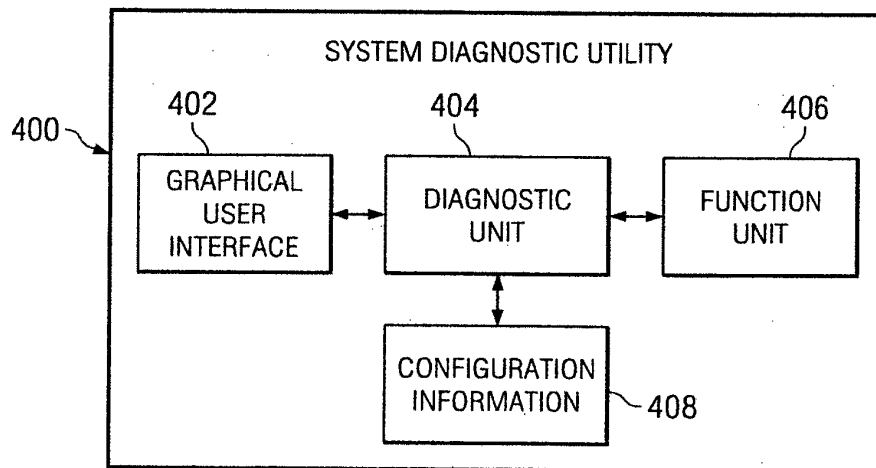 SYSTEM DIAGNOSTIC UTILITY
400
402
404
406
GRAPHICAL
USER
INTERFACE
DIAGNOSTIC
UNIT
FUNCTION
UNIT
CONFIGURATION
INFORMATION
408